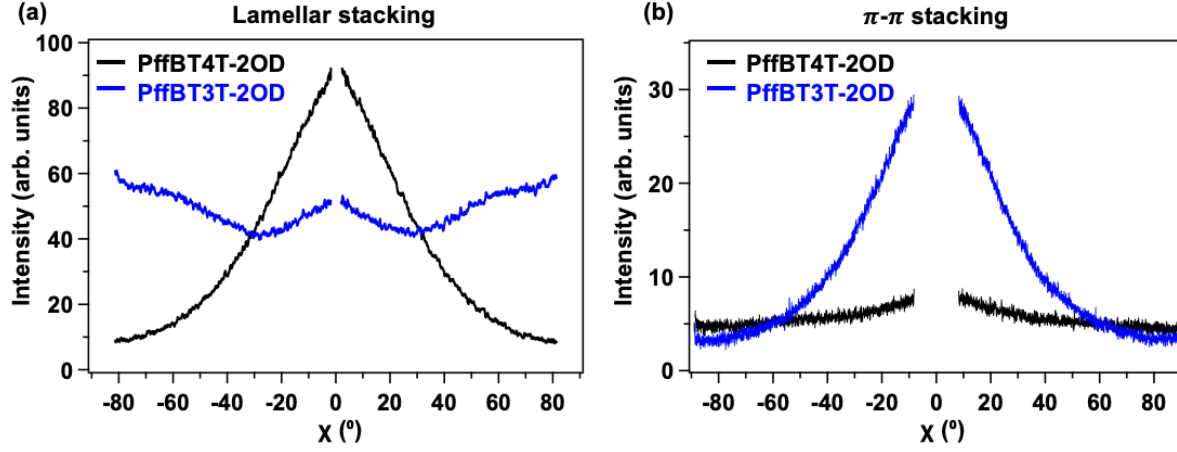 (a)
Lamellar stacking
PffBT4T-2OD
PffBT3T-2OD
100
80
60
40
20
0
Intensity (arb. units)
-80 -60 -40 -20 0 20 40 60 80
χ (º)
(b)
π-π stacking
PffBT4T-2OD
PffBT3T-2OD
30
20
10
0
Intensity (arb. units)
-80 -60 -40 -20 0 20 40 60 80
χ (º)